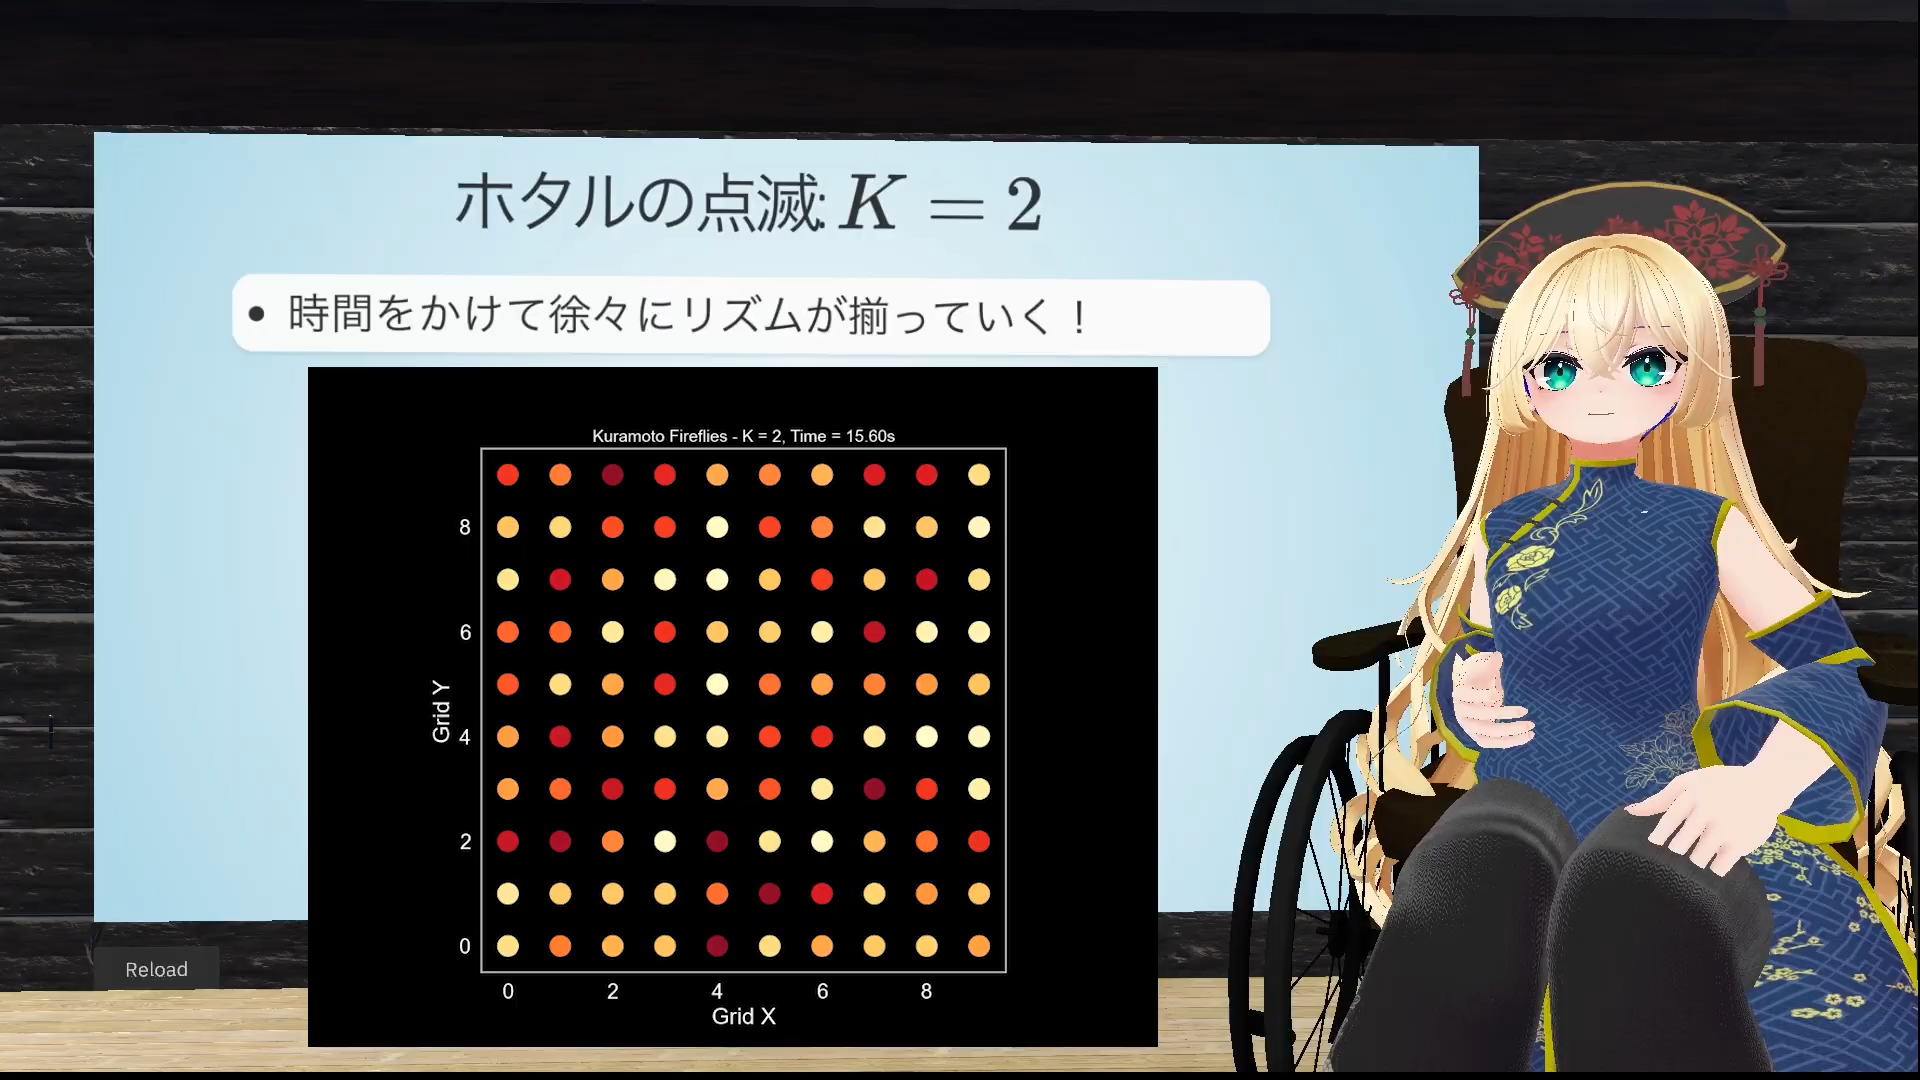 ホタルの点滅: K = 2
• 時間をかけて徐々にリズムが揃っていく！
Kuramoto Fireflies - K = 2, Time = 15.60s
8
6
Grid Y
4
2
0
0 2 4 6 8
Grid X
Reload